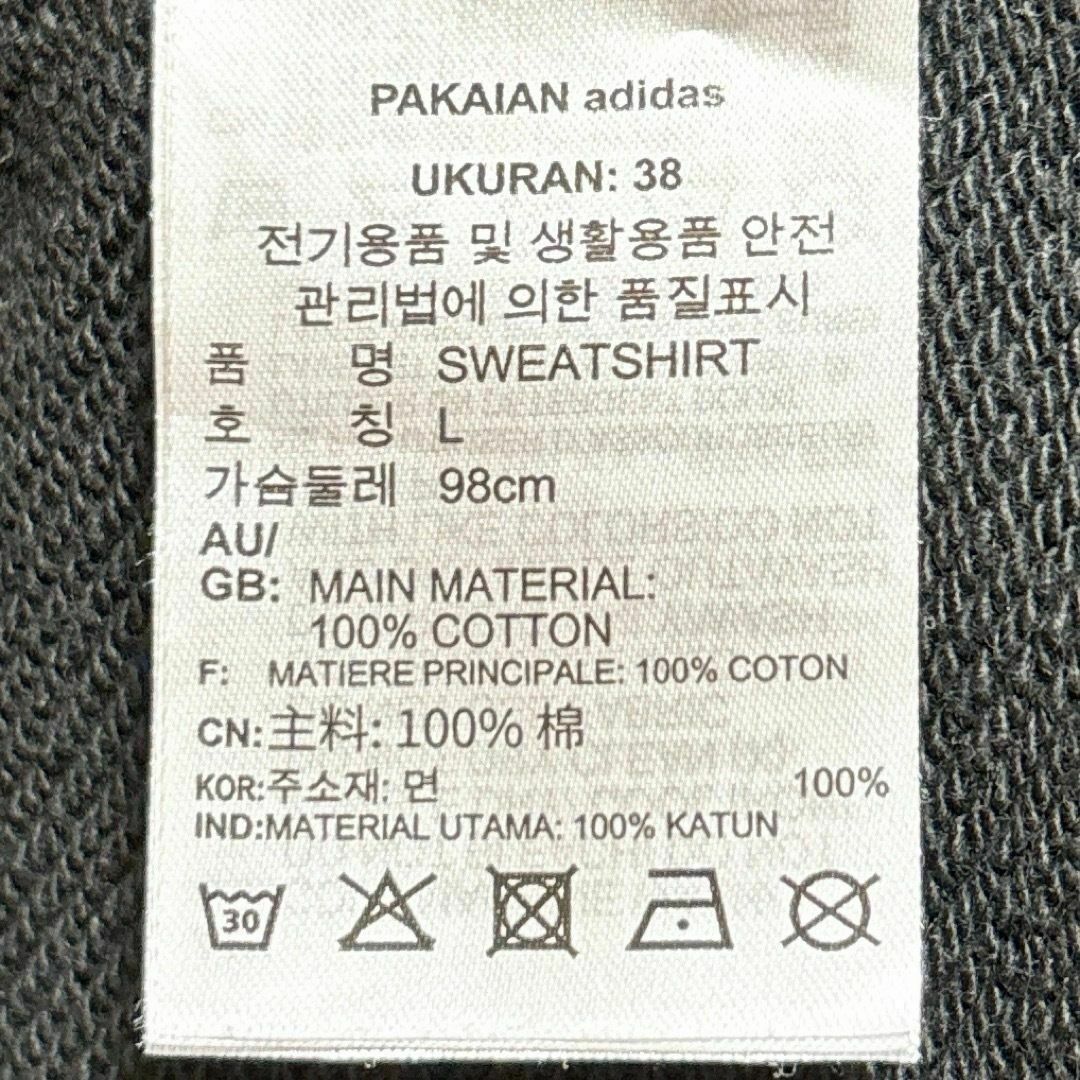 PAKAIAN adidas
UKURAN: 38
전기용품 및 생활용품 안전
관리법에 의한 품질표시
품 명 SWEATSHIRT
호 칭 L
가슴둘레 98cm
AU/
GB: MAIN MATERIAL:
100% COTTON
F: MATIERE PRINCIPALE: 100% COTON
CN: 主料: 100% 棉
KOR:주소재: 면 100%
IND:MATERIAL UTAMA: 100% KATUN
30